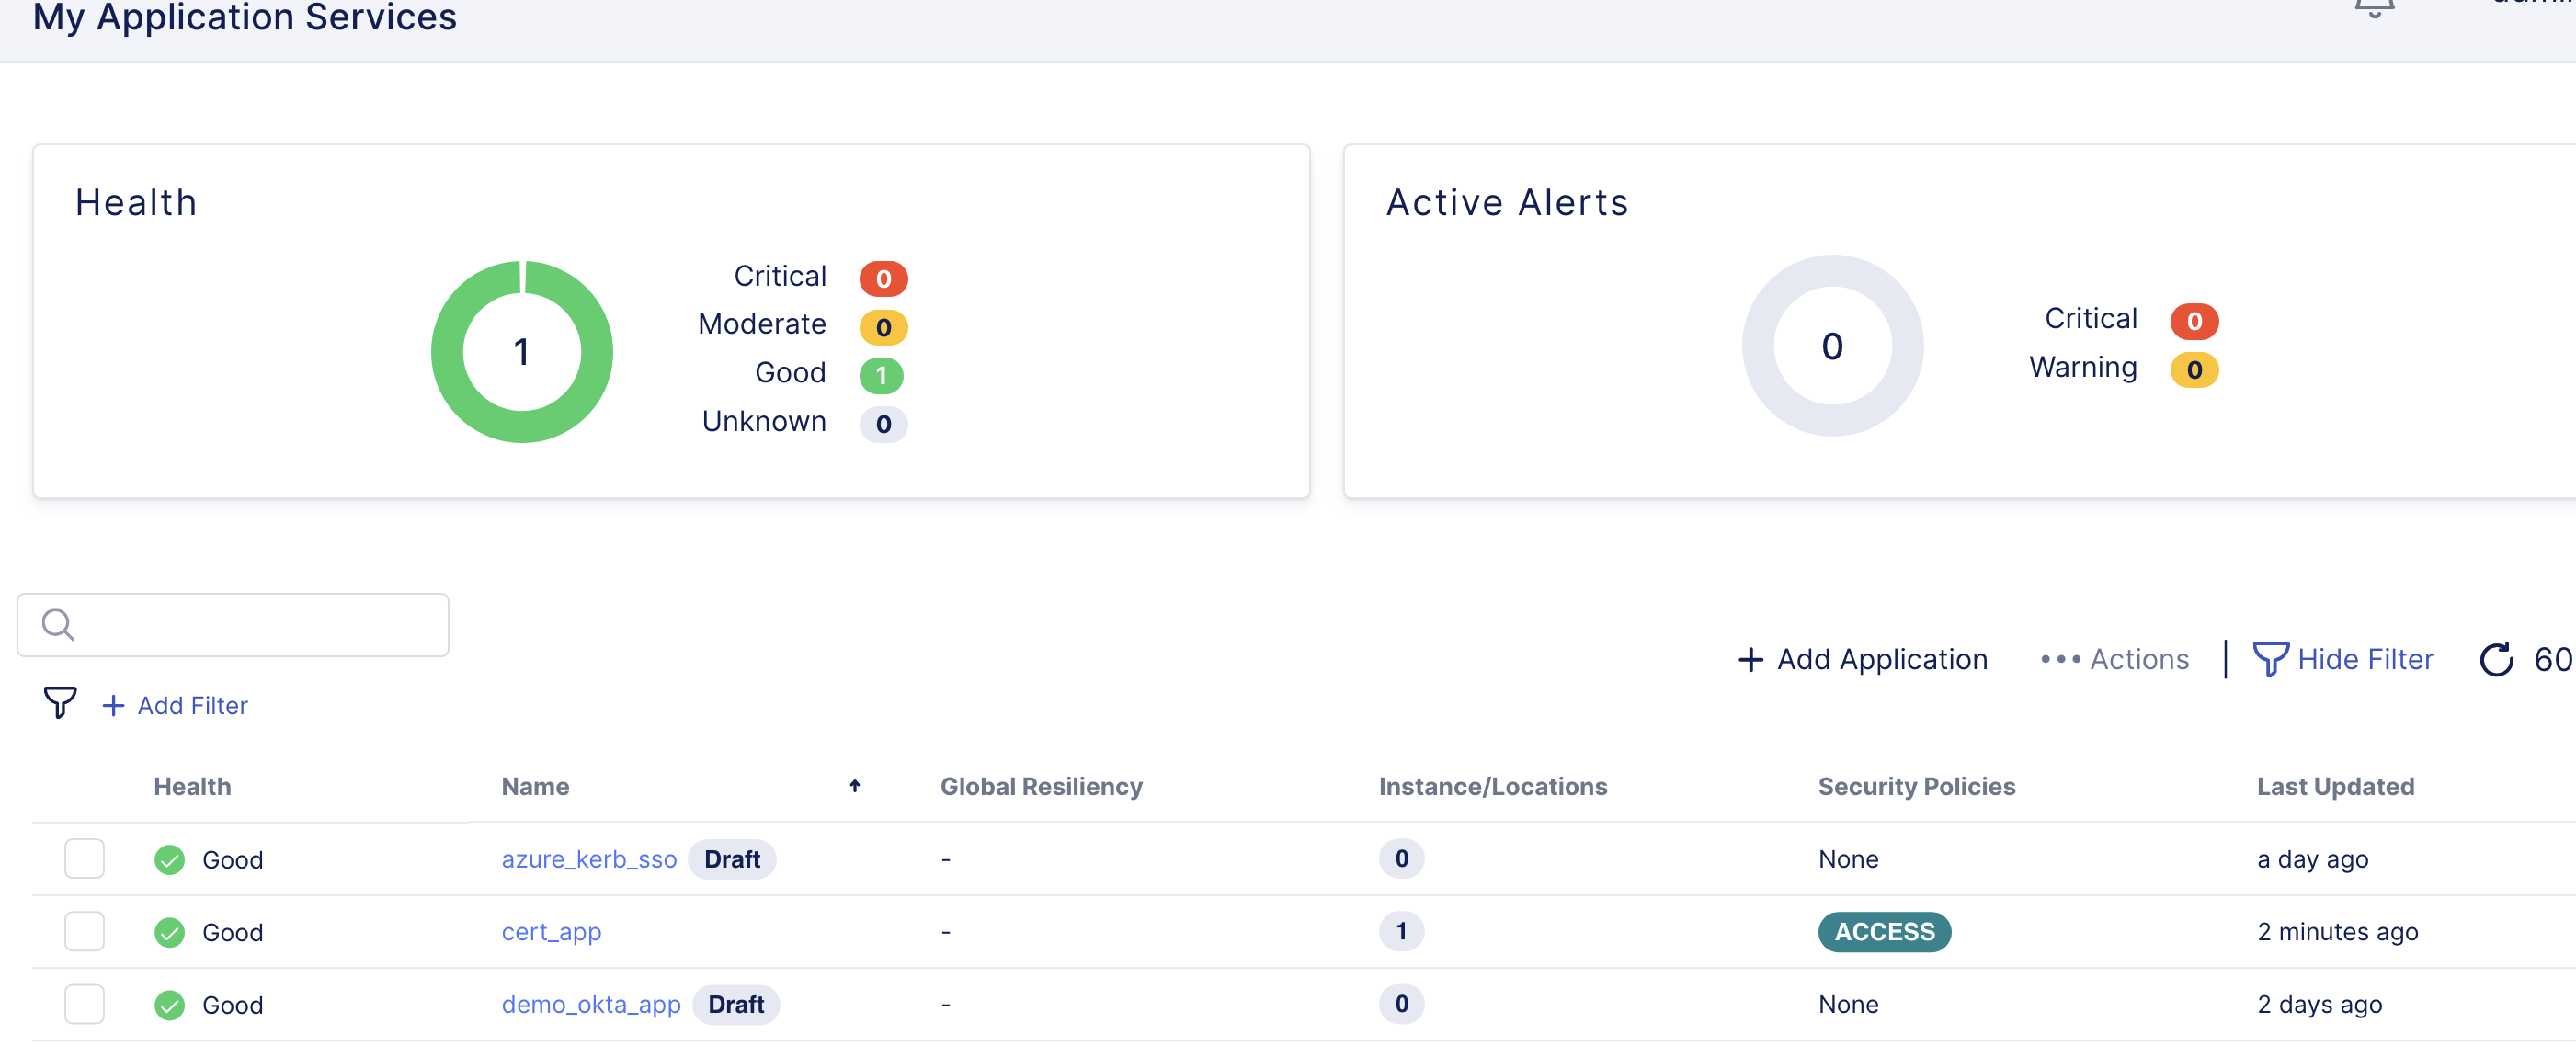 My Application Services
Health
1
Critical 0
Moderate 0
Good 1
Unknown 0
Active Alerts
0
Critical 0
Warning 0
+ Add Application ••• Actions | Hide Filter 60
+ Add Filter
Health Name Global Resiliency Instance/Locations Security Policies Last Updated
Good azure_kerb_sso Draft - 0 None a day ago
Good cert_app - 1 ACCESS 2 minutes ago
Good demo_okta_app Draft - 0 None 2 days ago